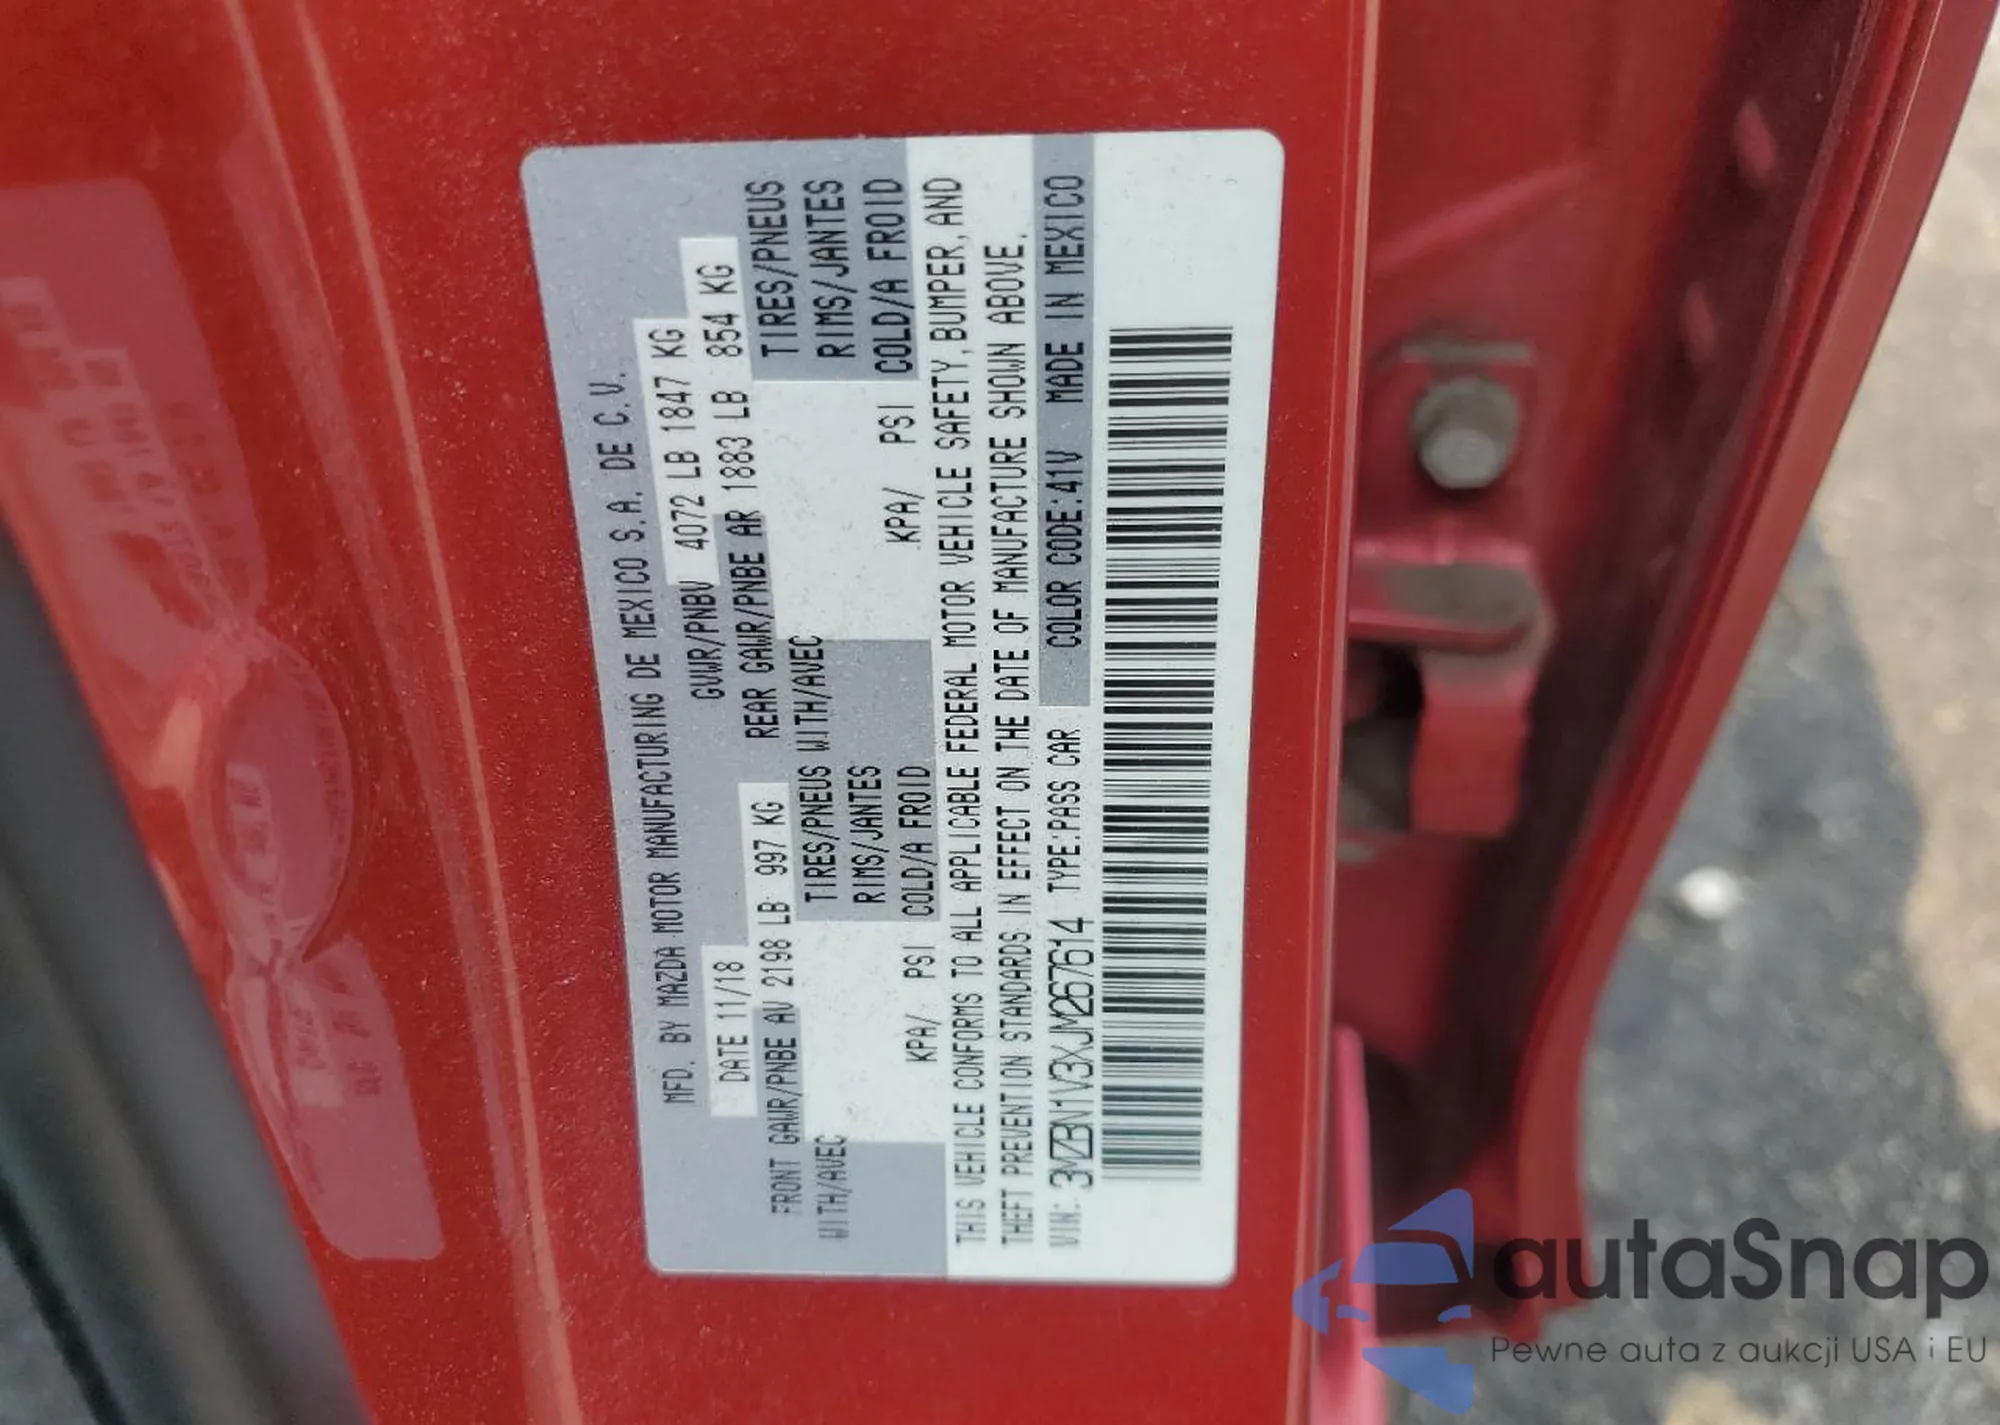 MFD. BY MAZDA MOTOR MANUFACTURING DE MEXICO S.A. DE C.V.
DATE 11/18 GVWR/PNBV 4072 LB 1847 KG
FRONT GAWR/PNBE AV 2198 LB 997 KG REAR GAWR/PNBE AR 1883 LB 854 KG
WITH/AVEC TIRES/PNEUS WITH/AVEC TIRES/PNEUS
RIMS/JANTES RIMS/JANTES
KPA/ PSI COLD/A FROID KPA/ PSI COLD/A FROID
THIS VEHICLE CONFORMS TO ALL APPLICABLE FEDERAL MOTOR VEHICLE SAFETY, BUMPER, AND
THEFT PREVENTION STANDARDS IN EFFECT ON THE DATE OF MANUFACTURE SHOWN ABOVE.
VIN: 3MZBN1V3XJM267614 TYPE:PASS CAR COLOR CODE:41V MADE IN MEXICO
autaSnap
Pewne auta z aukcji USA i EU